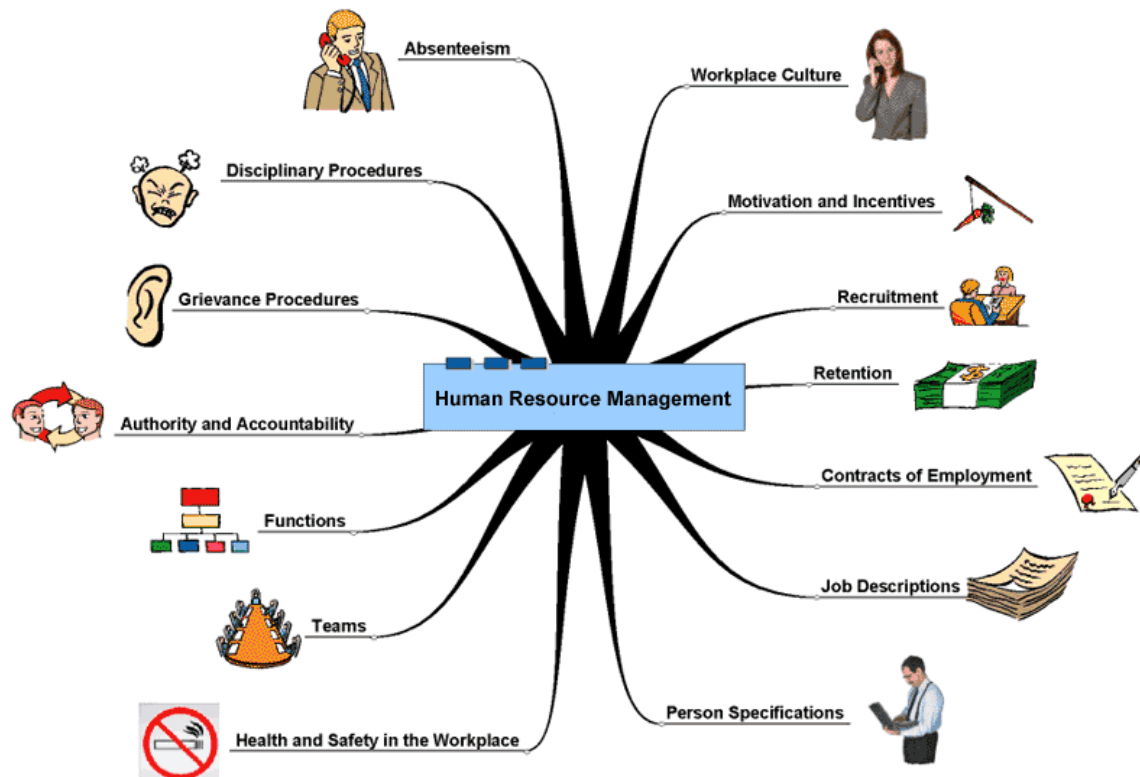 Absenteeism
Workplace Culture
Disciplinary Procedures
Motivation and Incentives
Grievance Procedures
Recruitment
Human Resource Management
Retention
Authority and Accountability
Contracts of Employment
Functions
Job Descriptions
Teams
Person Specifications
Health and Safety in the Workplace